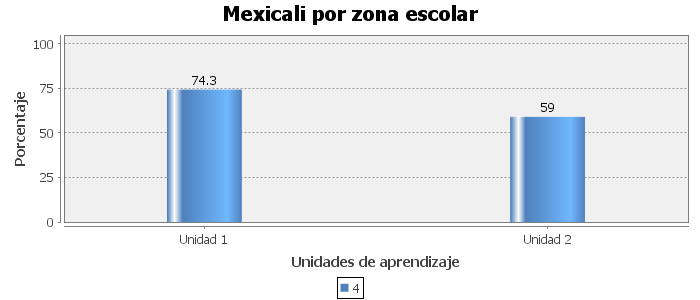 Mexicali por zona escolar
100
75
50
25
0
Porcentaje
74.3
59
Unidad 1
Unidad 2
Unidades de aprendizaje
4